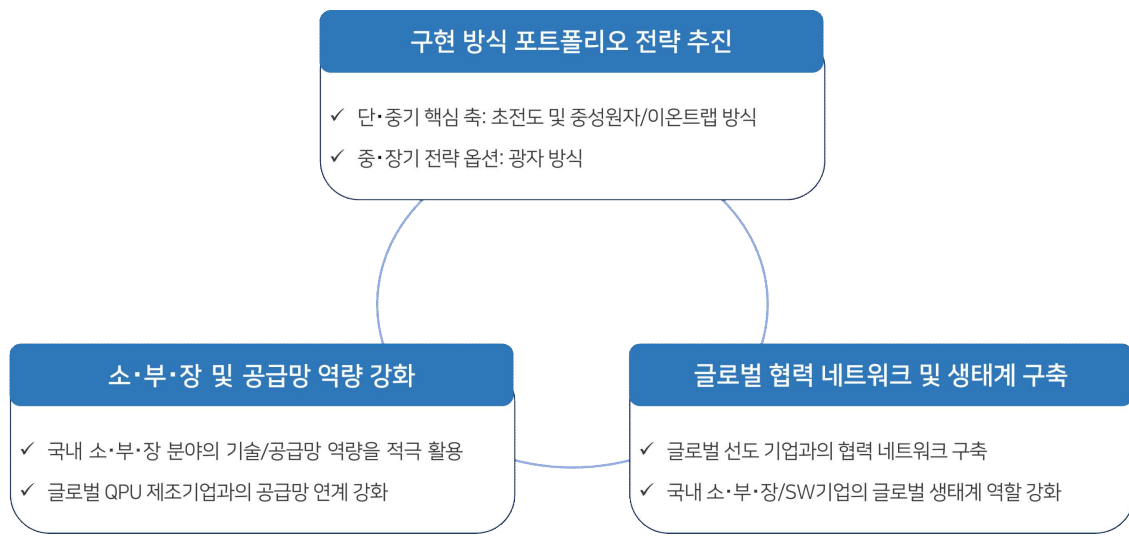 구현 방식 포트폴리오 전략 추진
✓ 단·중기 핵심 축: 초전도 및 중성원자/이온트랩 방식
✓ 중·장기 전략 옵션: 광자 방식
소·부·장 및 공급망 역량 강화
✓ 국내 소·부·장 분야의 기술/공급망 역량을 적극 활용
✓ 글로벌 QPU 제조기업과의 공급망 연계 강화
글로벌 협력 네트워크 및 생태계 구축
✓ 글로벌 선도 기업과의 협력 네트워크 구축
✓ 국내 소·부·장/SW기업의 글로벌 생태계 역할 강화